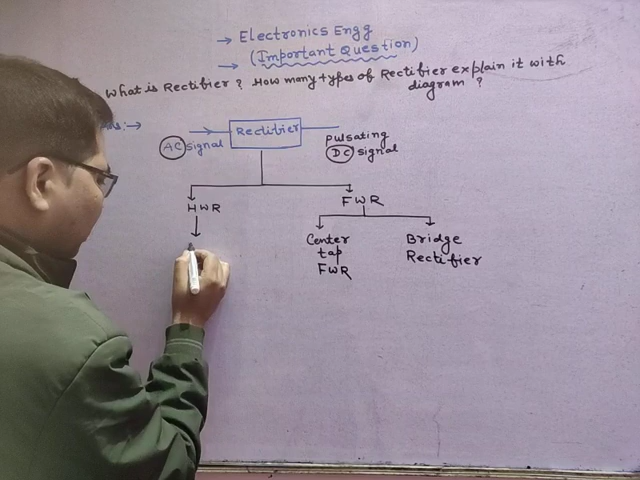 → Electronics Engg
→ (Important Question)
What is Rectifier? How many types of Rectifier explain it with
diagram?
Rectifier
AC signal
pulsating
DC signal
HWR
FWR
Center
tap
FWR
Bridge
Rectifier